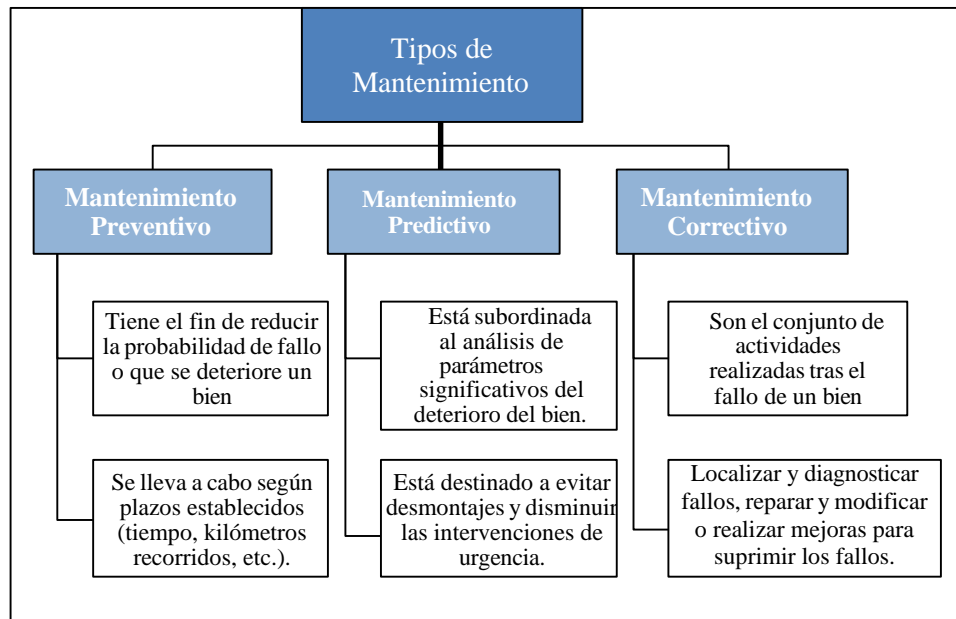 Tipos de
Mantenimiento
Mantenimiento
Preventivo
Tiene el fin de reducir
la probabilidad de fallo
o que se deteriore un
bien
Se lleva a cabo según
plazos establecidos
(tiempo, kilómetros
recorridos, etc.).
Mantenimiento
Predictivo
Está subordinada
al análisis de
parámetros
significativos del
deterioro del bien.
Está destinado a evitar
desmontajes y disminuir
las intervenciones de
urgencia.
Mantenimiento
Correctivo
Son el conjunto de
actividades
realizadas tras el
fallo de un bien
Localizar y diagnosticar
fallos, reparar y modificar
o realizar mejoras para
suprimir los fallos.